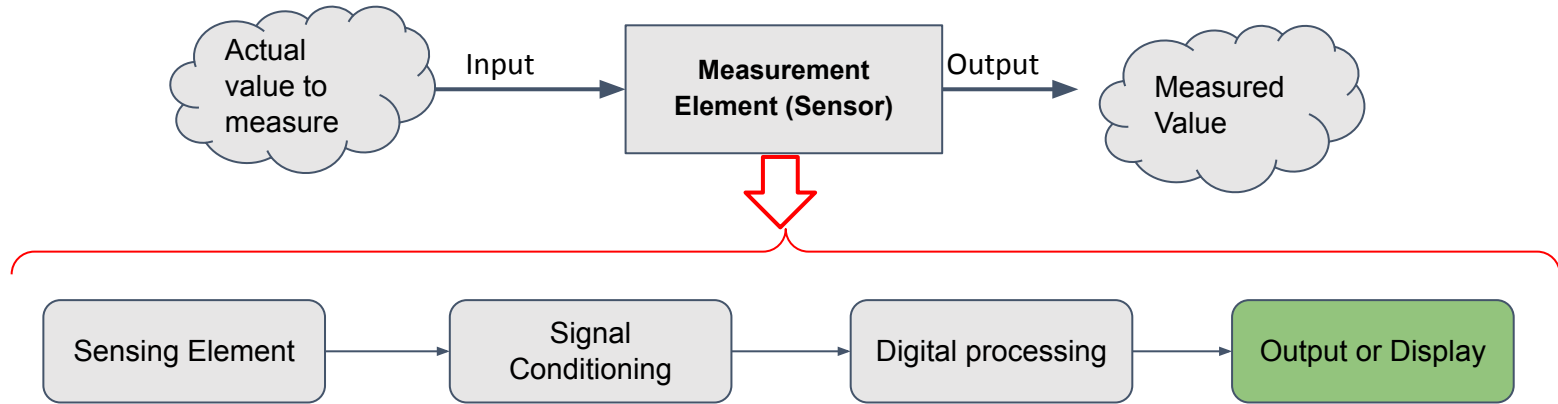 Actual
value to
measure
Input
Measurement
Element (Sensor)
Output
Measured
Value
Sensing Element
Signal
Conditioning
Digital processing
Output or Display